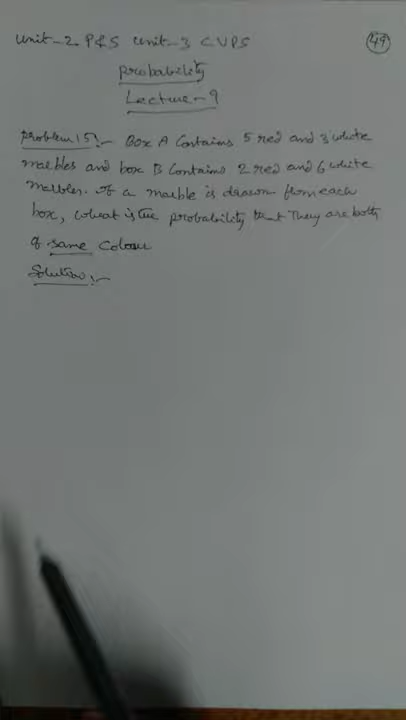 Unit-2 P&S Unit-3 CVPS
49
Probability
Lecture-9
Problem 15:- Box A Contains 5 red and 3 white
marbles and box B Contains 2 red and 6 white
marbles. If a marble is drawn from each
box, what is the probability that They are both
of same Colour
Solution:-